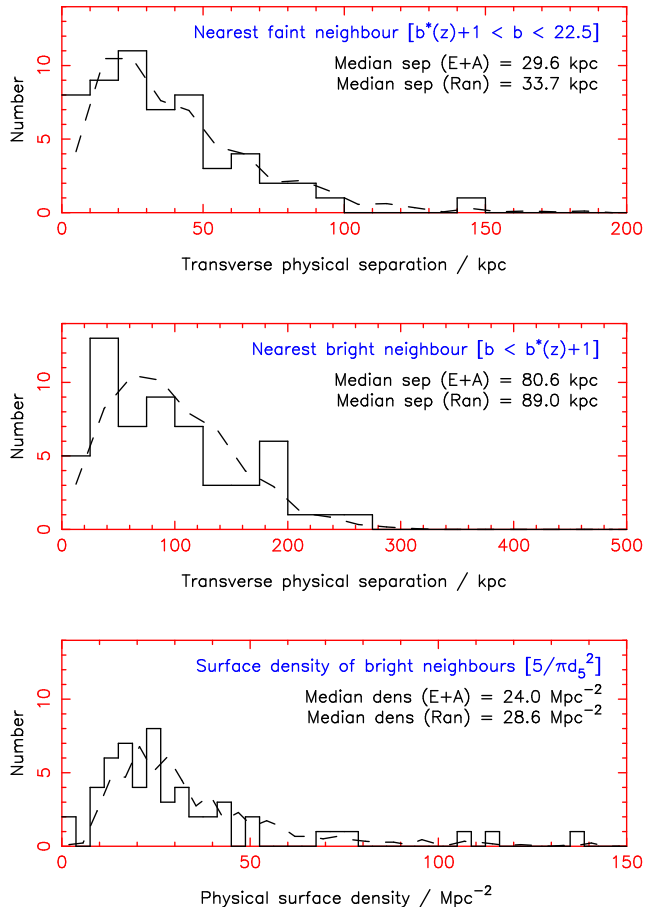 Nearest faint neighbour [b*(z)+1 < b < 22.5]
Median sep (E+A) = 29.6 kpc
Median sep (Ran) = 33.7 kpc
Number
10
5
0
0 50 100 150 200
Transverse physical separation / kpc
Nearest bright neighbour [b < b*(z)+1]
Median sep (E+A) = 80.6 kpc
Median sep (Ran) = 89.0 kpc
Number
10
5
0
0 100 200 300 400 500
Transverse physical separation / kpc
Surface density of bright neighbours [5/πd₅²]
Median dens (E+A) = 24.0 Mpc⁻²
Median dens (Ran) = 28.6 Mpc⁻²
Number
10
5
0
0 50 100 150
Physical surface density / Mpc⁻²